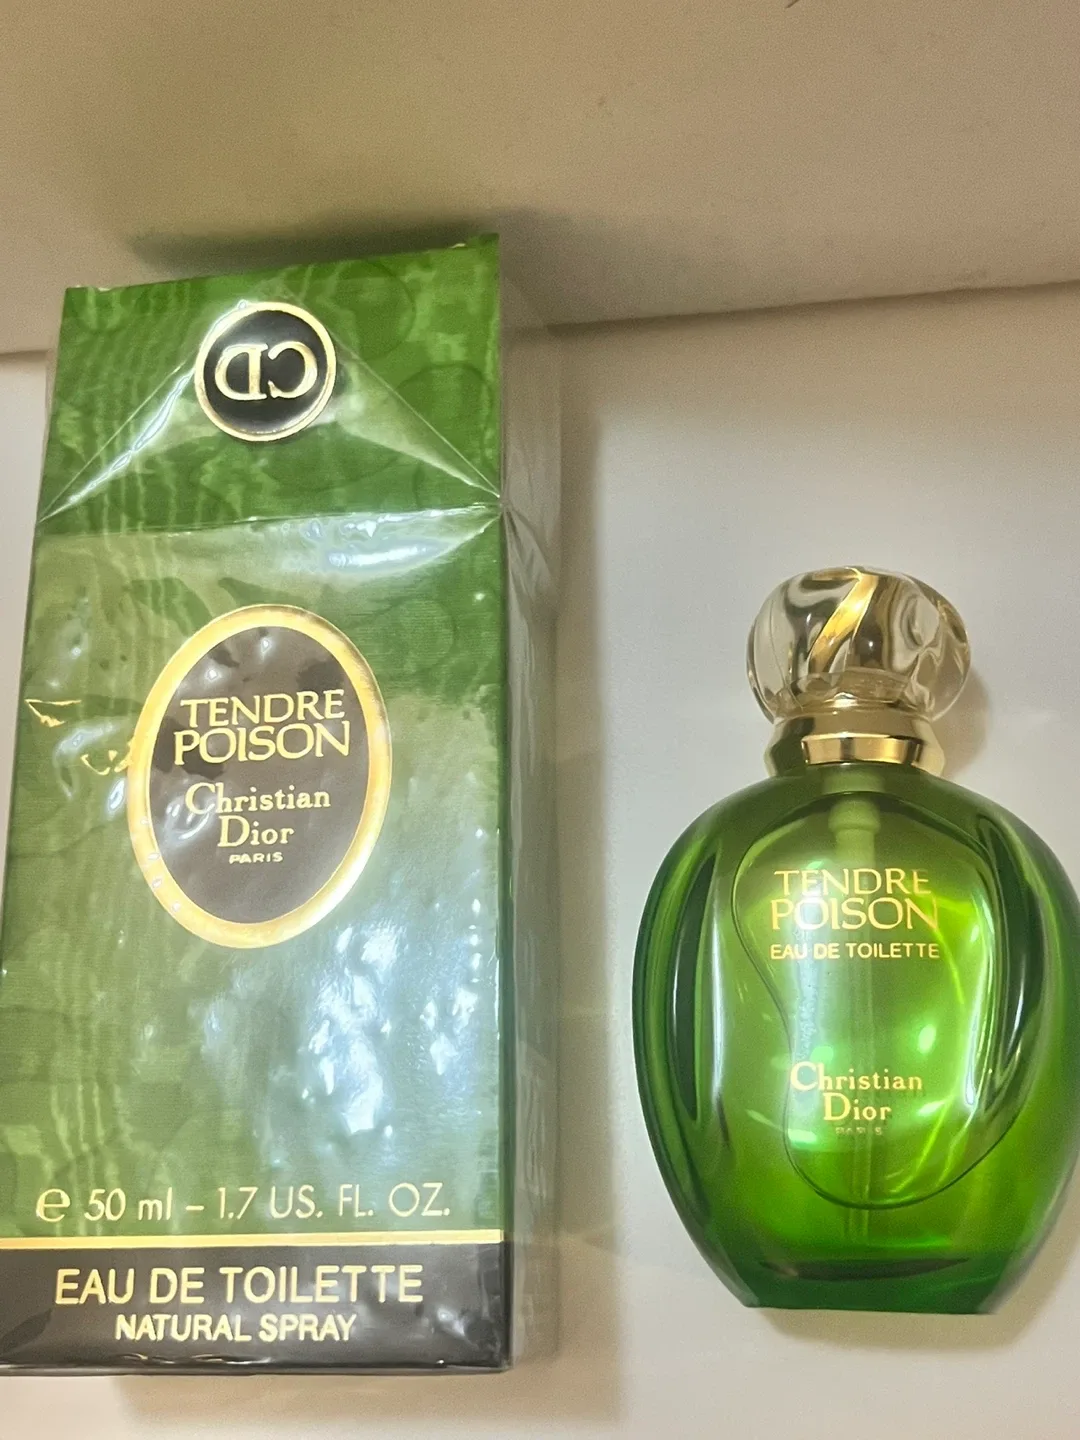 CD
TENDRE
POISON
Christian
Dior
PARIS
℮ 50 ml – 1.7 US. FL. OZ.
EAU DE TOILETTE
NATURAL SPRAY
TENDRE
POISON
EAU DE TOILETTE
Christian
Dior
PARIS